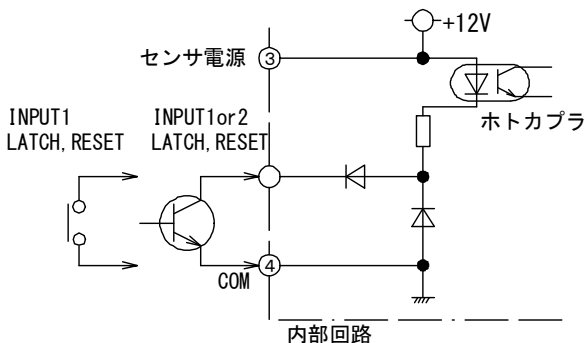 +12V
センサ電源 ③
ホトカプラ
INPUT1
LATCH, RESET
INPUT1or2
LATCH, RESET
COM ④
内部回路